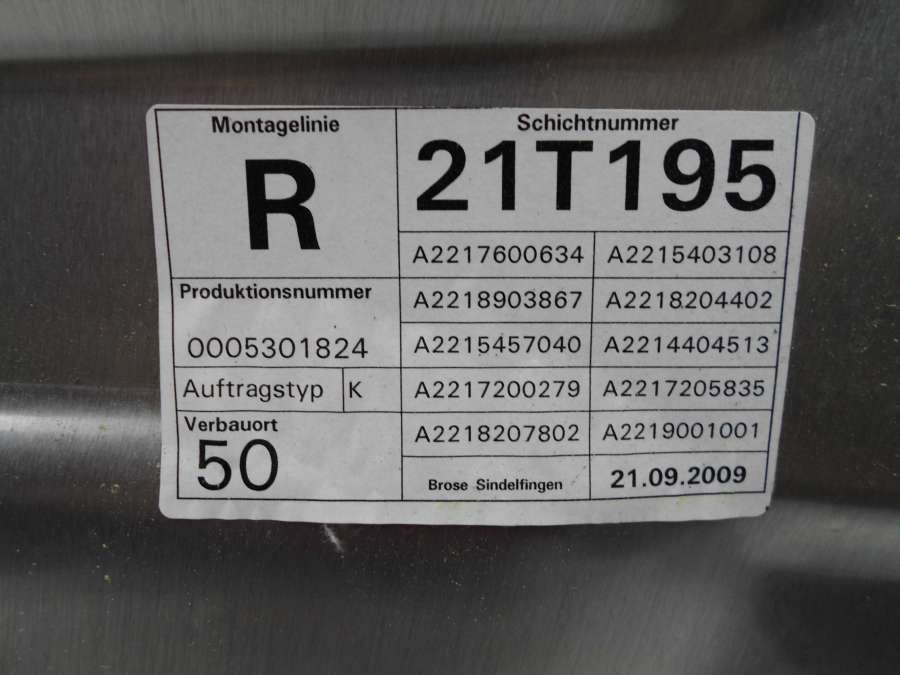 Montagelinie
R
Schichtnummer
21T195
Produktionsnummer
0005301824
Auftragstyp K
Verbauort
50
A2217600634 A2215403108
A2218903867 A2218204402
A2215457040 A2214404513
A2217200279 A2217205835
A2218207802 A2219001001
Brose Sindelfingen 21.09.2009